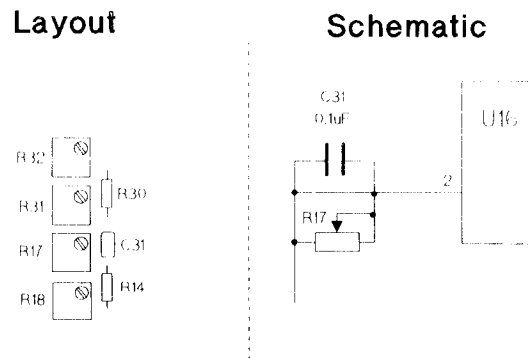 Layout
R32
R30
R31
R17
C31
R14
R18
Schematic
C31
0.1uF
U16
2
R17